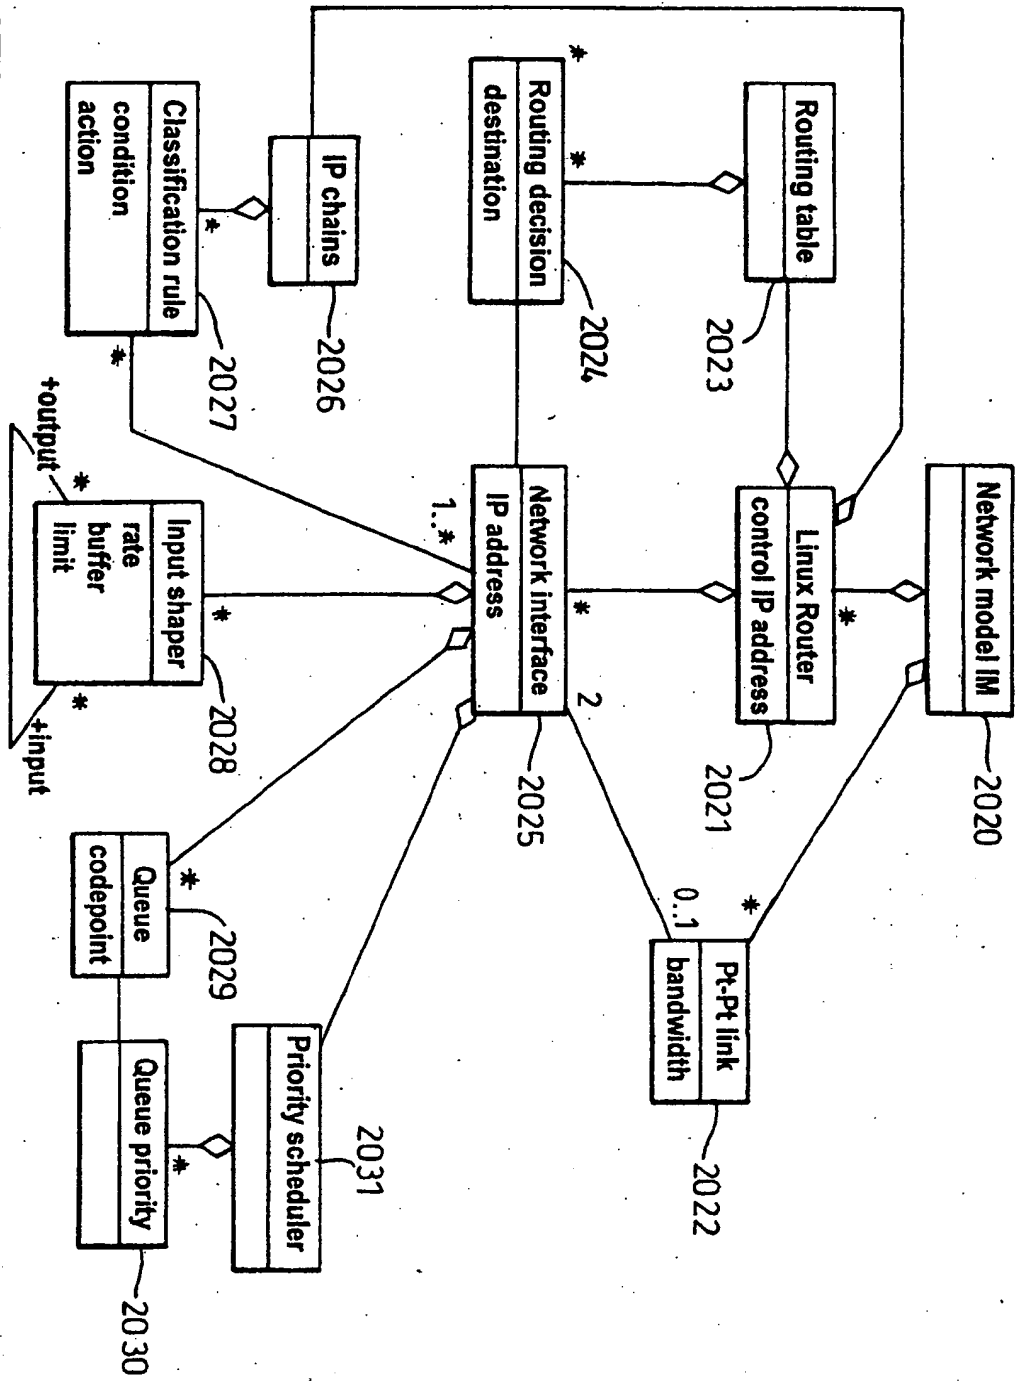 Network model IM
2020
*
*
Routing table
2023
Linux Router
control IP address
2021
Pt-Pt link
bandwidth
2022
0..1
*
*
Routing decision
destination
2024
*
2
Network interface
IP address
2025
1..*
IP chains
2026
*
Classification rule
condition
action
2027
*
*
Input shaper
rate
buffer
limit
2028
*
*
+output
+input
*
Queue
codepoint
2029
Priority scheduler
2031
*
Queue priority
2030